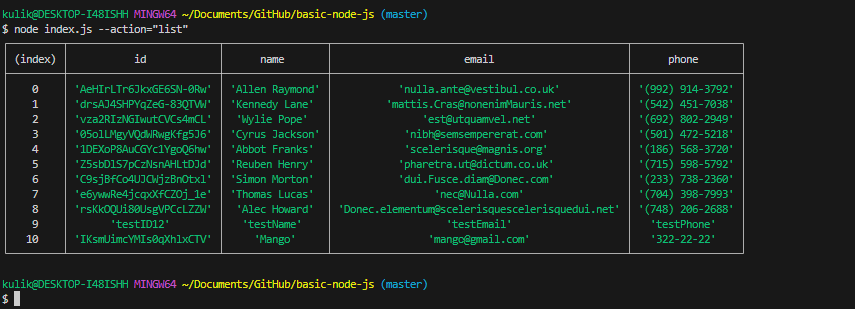 kulik@DESKTOP-I48ISHH MINGW64 ~/Documents/GitHub/basic-node-js (master)
$ node index.js --action="list"
(index) id name email phone
0 'AeHIrLTr6JkxGE6SN-0Rw' 'Allen Raymond' 'nulla.ante@vestibul.co.uk' '(992) 914-3792'
1 'drsAJ4SHPYqZeG-83QTVW' 'Kennedy Lane' 'mattis.Cras@nonenimMauris.net' '(542) 451-7038'
2 'vza2RIzNGIwutCVCs4mCL' 'Wylie Pope' 'est@utquamvel.net' '(692) 802-2949'
3 '05olLMgyVQdWRwgKfg5J6' 'Cyrus Jackson' 'nibh@semsempererat.com' '(501) 472-5218'
4 '1DEXoP8AuCGYc1YgoQ6hw' 'Abbot Franks' 'scelerisque@magnis.org' '(186) 568-3720'
5 'Z5sbDlS7pCzNsnAHLtDJd' 'Reuben Henry' 'pharetra.ut@dictum.co.uk' '(715) 598-5792'
6 'C9sjBfCo4UJCWjzBnOtxl' 'Simon Morton' 'dui.Fusce.diam@Donec.com' '(233) 738-2360'
7 'e6ywwRe4jcqxXfCZOj_1e' 'Thomas Lucas' 'nec@Nulla.com' '(704) 398-7993'
8 'rsKkOQUi80UsgVPCcLZZW' 'Alec Howard' 'Donec.elementum@scelerisquescelerisquedui.net' '(748) 206-2688'
9 'testID12' 'testName' 'testEmail' 'testPhone'
10 'IKsmUimcYMIs0qXhlxCTV' 'Mango' 'mango@gmail.com' '322-22-22'
kulik@DESKTOP-I48ISHH MINGW64 ~/Documents/GitHub/basic-node-js (master)
$